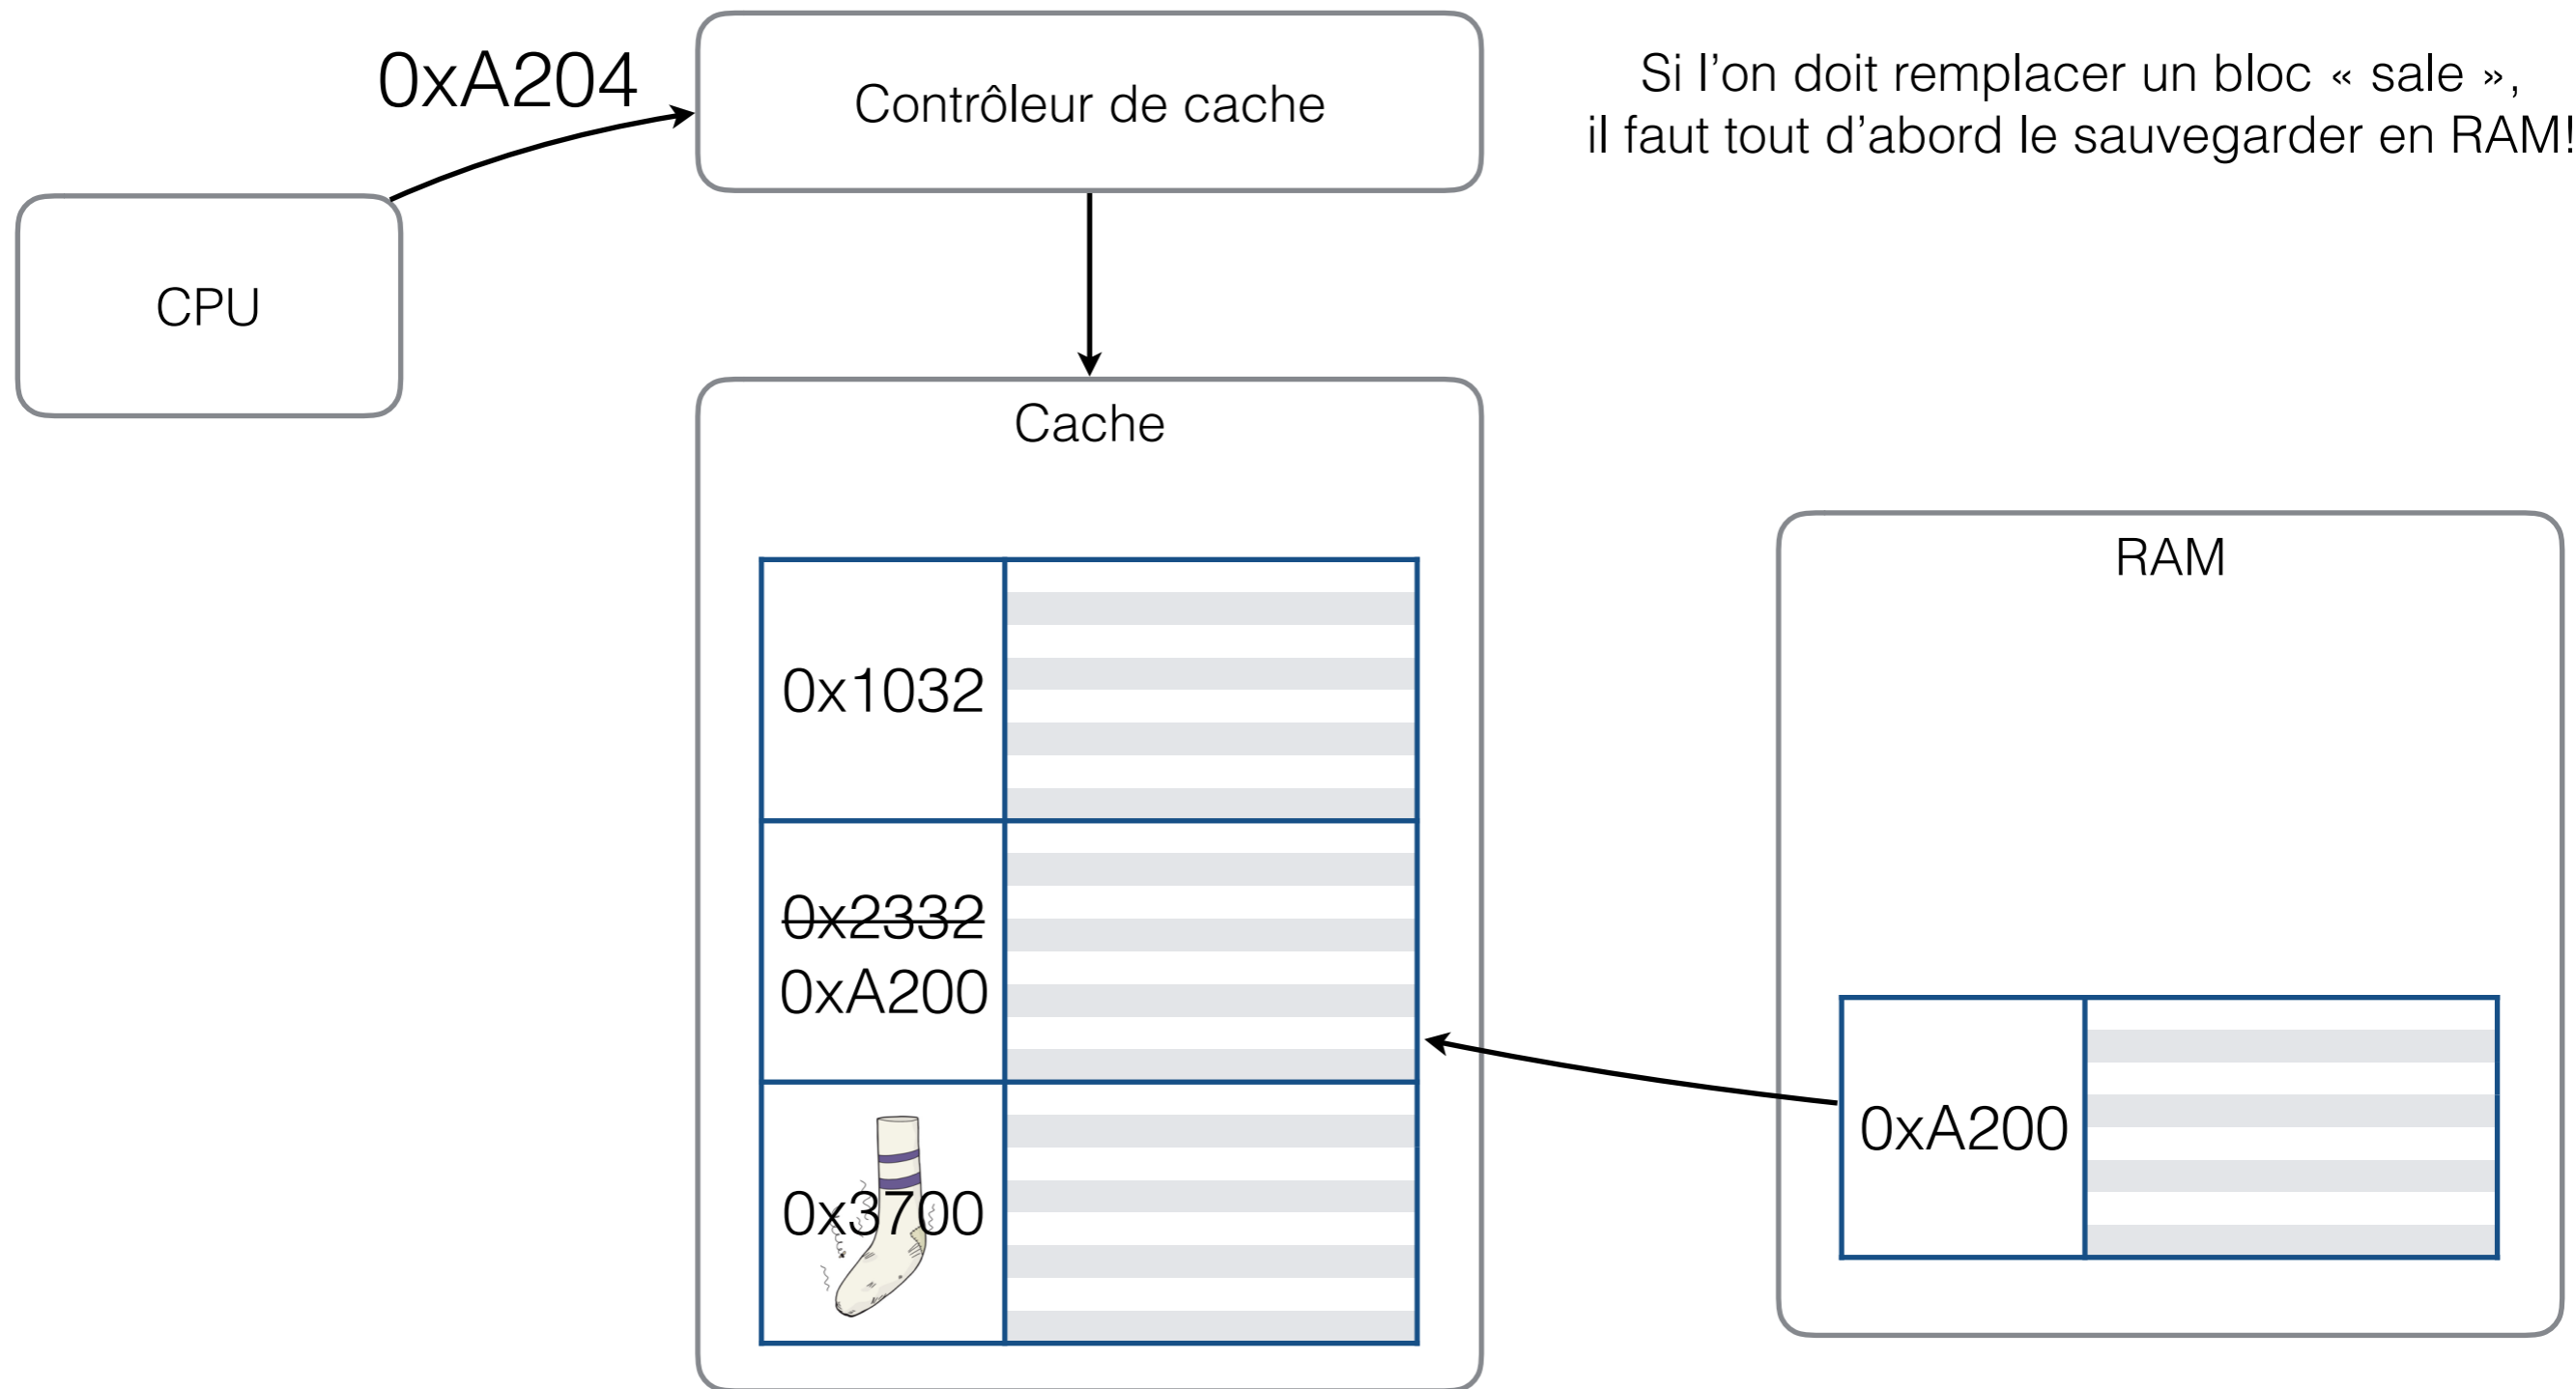 0xA204
Contrôleur de cache
Si l’on doit remplacer un bloc « sale »,
il faut tout d’abord le sauvegarder en RAM!
CPU
Cache
0x1032
0x2332
0xA200
0x3700
RAM
0xA200